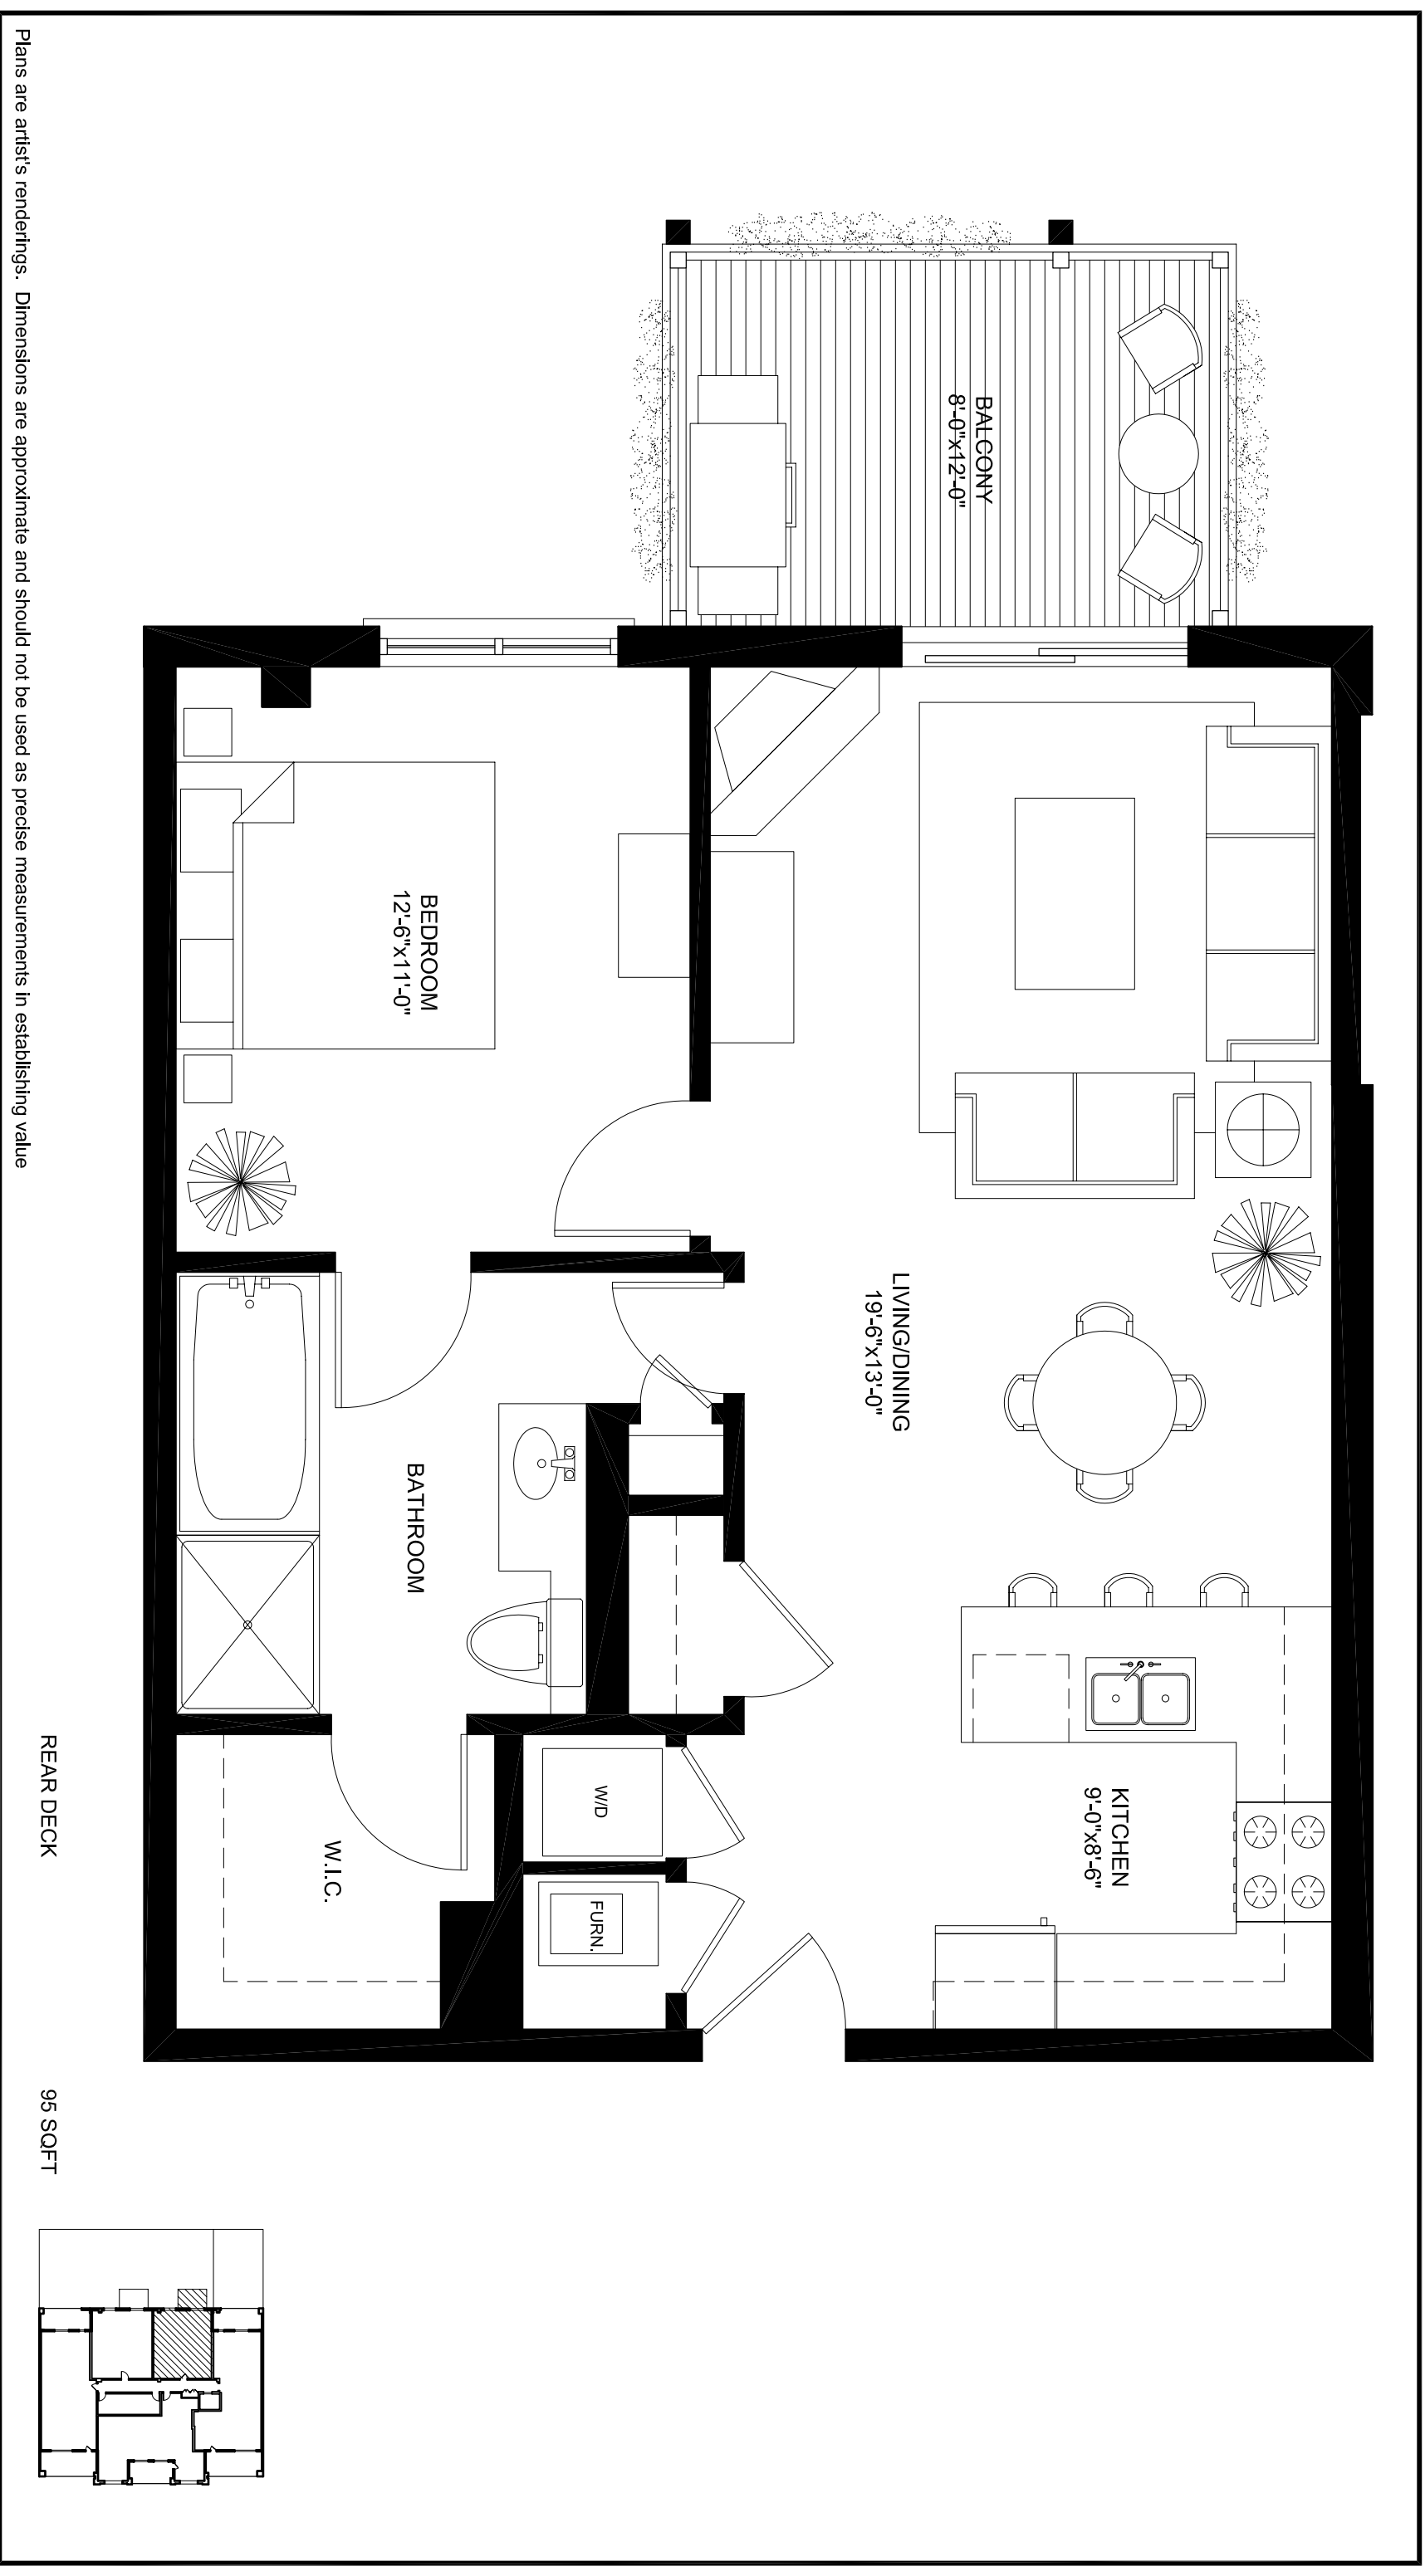 BALCONY
8'-0"x12'-0"
BEDROOM
12'-6"x11'-0"
LIVING/DINING
19'-6"x13'-0"
BATHROOM
KITCHEN
9'-0"x8'-6"
W/D
W.I.C.
FURN.
REAR DECK
95 SQFT
Plans are artist's renderings. Dimensions are approximate and should not be used as precise measurements in establishing value